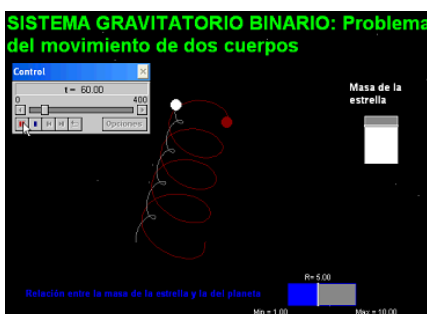 SISTEMA GRAVITATORIO BINARIO: Problema
del movimiento de dos cuerpos
Control
t = 60.00
0 400
Opciones
Masa de la
estrella
R= 5.00
Relación entre la masa de la estrella y la del planeta
Min = 1.00 Max = 10.00